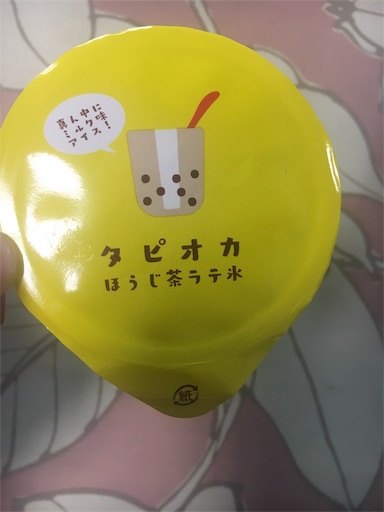 真ん中に
ミルク味
アイス!
タピオカ
ほうじ茶ラテ氷
紙